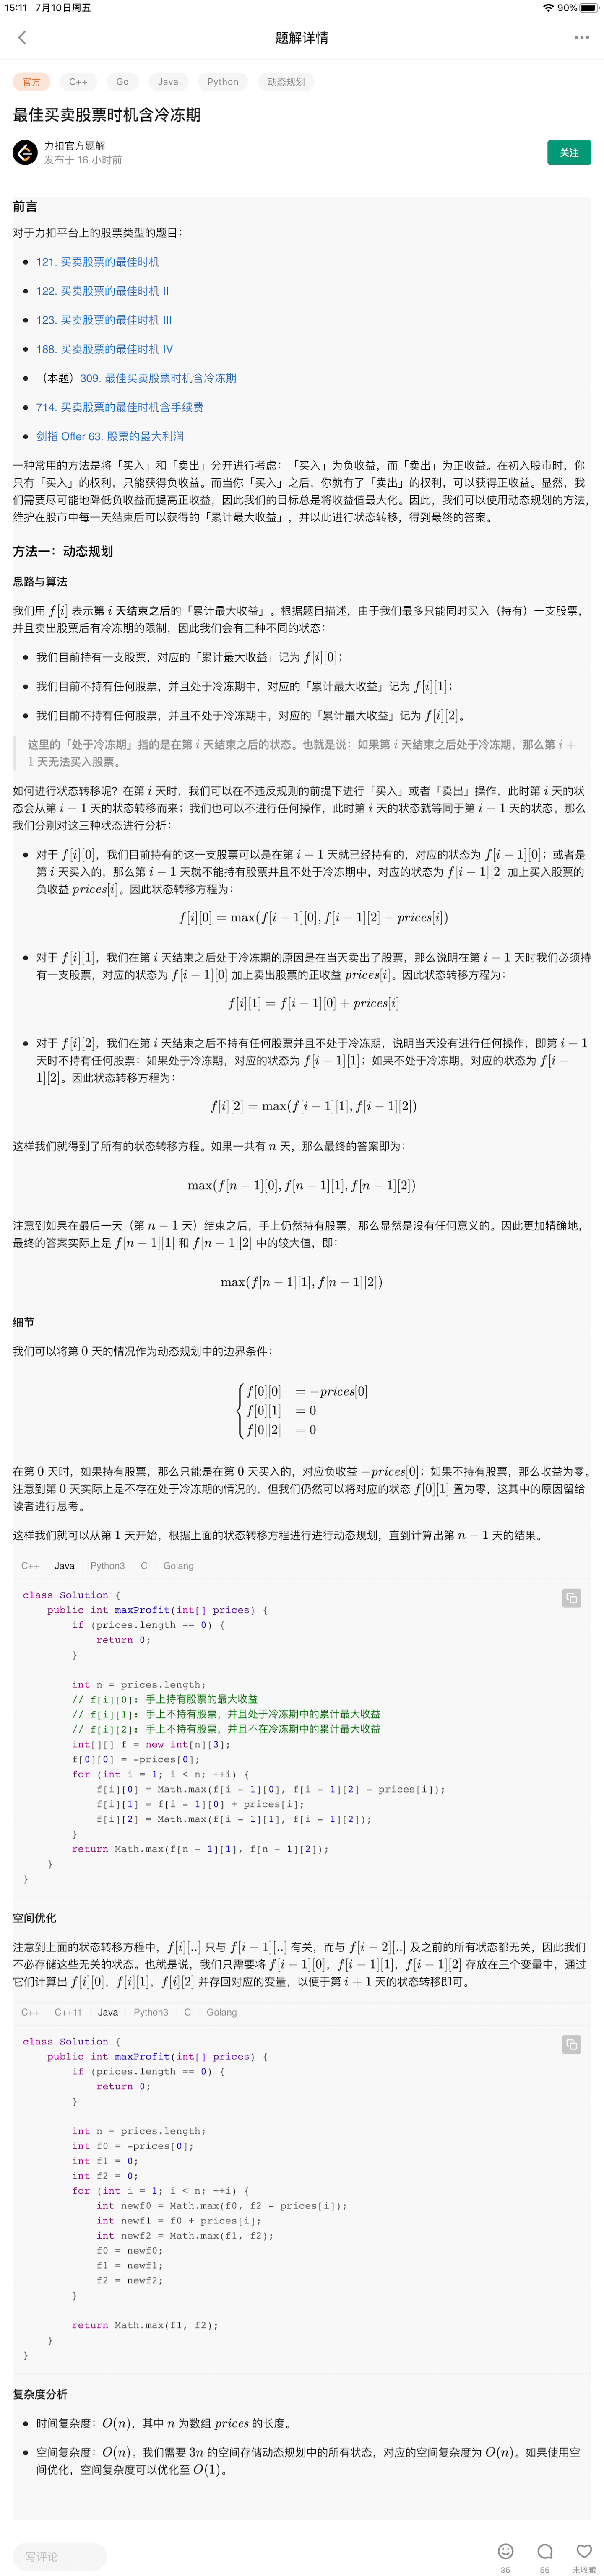 15:11 7月10日周五 90%
题解详情
官方 C++ Go Java Python 动态规划
最佳买卖股票时机含冷冻期
力扣官方题解
发布于 16 小时前
关注
前言
对于力扣平台上的股票类型的题目：
• 121. 买卖股票的最佳时机
• 122. 买卖股票的最佳时机 II
• 123. 买卖股票的最佳时机 III
• 188. 买卖股票的最佳时机 IV
• （本题）309. 最佳买卖股票时机含冷冻期
• 714. 买卖股票的最佳时机含手续费
• 剑指 Offer 63. 股票的最大利润
一种常用的方法是将「买入」和「卖出」分开进行考虑：「买入」为负收益，而「卖出」为正收益。在初入股市时，你
只有「买入」的权利，只能获得负收益。而当你「买入」之后，你就有了「卖出」的权利，可以获得正收益。显然，我
们需要尽可能地降低负收益而提高正收益，因此我们的目标总是将收益值最大化。因此，我们可以使用动态规划的方法，
维护在股市中每一天结束后可以获得的「累计最大收益」，并以此进行状态转移，得到最终的答案。
方法一：动态规划
思路与算法
我们用 f[i] 表示第 i 天结束之后的「累计最大收益」。根据题目描述，由于我们最多只能同时买入（持有）一支股票，
并且卖出股票后有冷冻期的限制，因此我们会有三种不同的状态：
• 我们目前持有一支股票，对应的「累计最大收益」记为 f[i][0]；
• 我们目前不持有任何股票，并且处于冷冻期中，对应的「累计最大收益」记为 f[i][1]；
• 我们目前不持有任何股票，并且不处于冷冻期中，对应的「累计最大收益」记为 f[i][2]。
这里的「处于冷冻期」指的是在第 i 天结束之后的状态。也就是说：如果第 i 天结束之后处于冷冻期，那么第 i +
1 天无法买入股票。
如何进行状态转移呢？在第 i 天时，我们可以在不违反规则的前提下进行「买入」或者「卖出」操作，此时第 i 天的状
态会从第 i − 1 天的状态转移而来；我们也可以不进行任何操作，此时第 i 天的状态就等同于第 i − 1 天的状态。那么
我们分别对这三种状态进行分析：
• 对于 f[i][0]，我们目前持有的这一支股票可以是在第 i − 1 天就已经持有的，对应的状态为 f[i − 1][0]；或者是
第 i 天买入的，那么第 i − 1 天就不能持有股票并且不处于冷冻期中，对应的状态为 f[i − 1][2] 加上买入股票的
负收益 prices[i]。因此状态转移方程为：
f[i][0] = max(f[i − 1][0], f[i − 1][2] − prices[i])
• 对于 f[i][1]，我们在第 i 天结束之后处于冷冻期的原因是在当天卖出了股票，那么说明在第 i − 1 天时我们必须持
有一支股票，对应的状态为 f[i − 1][0] 加上卖出股票的正收益 prices[i]。因此状态转移方程为：
f[i][1] = f[i − 1][0] + prices[i]
• 对于 f[i][2]，我们在第 i 天结束之后不持有任何股票并且不处于冷冻期，说明当天没有进行任何操作，即第 i − 1
天时不持有任何股票：如果处于冷冻期，对应的状态为 f[i − 1][1]；如果不处于冷冻期，对应的状态为 f[i −
1][2]。因此状态转移方程为：
f[i][2] = max(f[i − 1][1], f[i − 1][2])
这样我们就得到了所有的状态转移方程。如果一共有 n 天，那么最终的答案即为：
max(f[n − 1][0], f[n − 1][1], f[n − 1][2])
注意到如果在最后一天（第 n − 1 天）结束之后，手上仍然持有股票，那么显然是没有任何意义的。因此更加精确地，
最终的答案实际上是 f[n − 1][1] 和 f[n − 1][2] 中的较大值，即：
max(f[n − 1][1], f[n − 1][2])
细节
我们可以将第 0 天的情况作为动态规划中的边界条件：
f[0][0] = −prices[0]
f[0][1] = 0
f[0][2] = 0
在第 0 天时，如果持有股票，那么只能是在第 0 天买入的，对应负收益 −prices[0]；如果不持有股票，那么收益为零。
注意到第 0 天实际上是不存在处于冷冻期的情况的，但我们仍然可以将对应的状态 f[0][1] 置为零，这其中的原因留给
读者进行思考。
这样我们就可以从第 1 天开始，根据上面的状态转移方程进行进行动态规划，直到计算出第 n − 1 天的结果。
C++ Java Python3 C Golang
class Solution {
    public int maxProfit(int[] prices) {
        if (prices.length == 0) {
            return 0;
        }

        int n = prices.length;
        // f[i][0]: 手上持有股票的最大收益
        // f[i][1]: 手上不持有股票，并且处于冷冻期中的累计最大收益
        // f[i][2]: 手上不持有股票，并且不在冷冻期中的累计最大收益
        int[][] f = new int[n][3];
        f[0][0] = -prices[0];
        for (int i = 1; i < n; ++i) {
            f[i][0] = Math.max(f[i - 1][0], f[i - 1][2] - prices[i]);
            f[i][1] = f[i - 1][0] + prices[i];
            f[i][2] = Math.max(f[i - 1][1], f[i - 1][2]);
        }
        return Math.max(f[n - 1][1], f[n - 1][2]);
    }
}
空间优化
注意到上面的状态转移方程中，f[i][..] 只与 f[i − 1][..] 有关，而与 f[i − 2][..] 及之前的所有状态都无关，因此我们
不必存储这些无关的状态。也就是说，我们只需要将 f[i − 1][0]，f[i − 1][1]，f[i − 1][2] 存放在三个变量中，通过
它们计算出 f[i][0]，f[i][1]，f[i][2] 并存回对应的变量，以便于第 i + 1 天的状态转移即可。
C++ C++11 Java Python3 C Golang
class Solution {
    public int maxProfit(int[] prices) {
        if (prices.length == 0) {
            return 0;
        }

        int n = prices.length;
        int f0 = -prices[0];
        int f1 = 0;
        int f2 = 0;
        for (int i = 1; i < n; ++i) {
            int newf0 = Math.max(f0, f2 - prices[i]);
            int newf1 = f0 + prices[i];
            int newf2 = Math.max(f1, f2);
            f0 = newf0;
            f1 = newf1;
            f2 = newf2;
        }

        return Math.max(f1, f2);
    }
}
复杂度分析
• 时间复杂度：O(n)，其中 n 为数组 prices 的长度。
• 空间复杂度：O(n)。我们需要 3n 的空间存储动态规划中的所有状态，对应的空间复杂度为 O(n)。如果使用空
间优化，空间复杂度可以优化至 O(1)。
写评论
35 56 未收藏